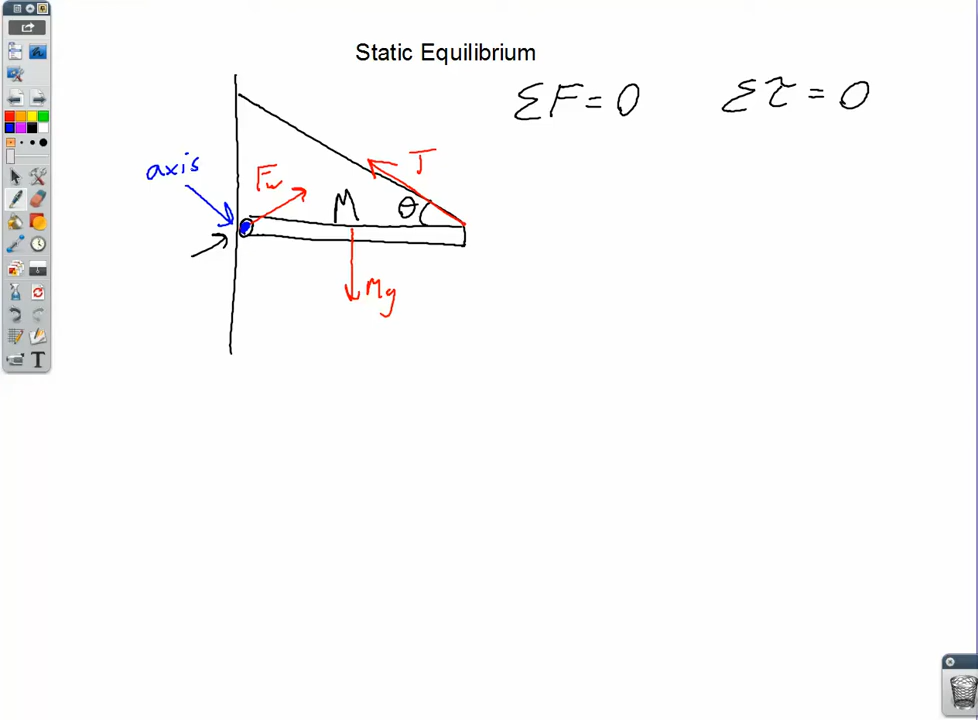 Static Equilibrium
ΣF = 0
Στ = 0
axis
Fw
T
M
θ
Mg
T